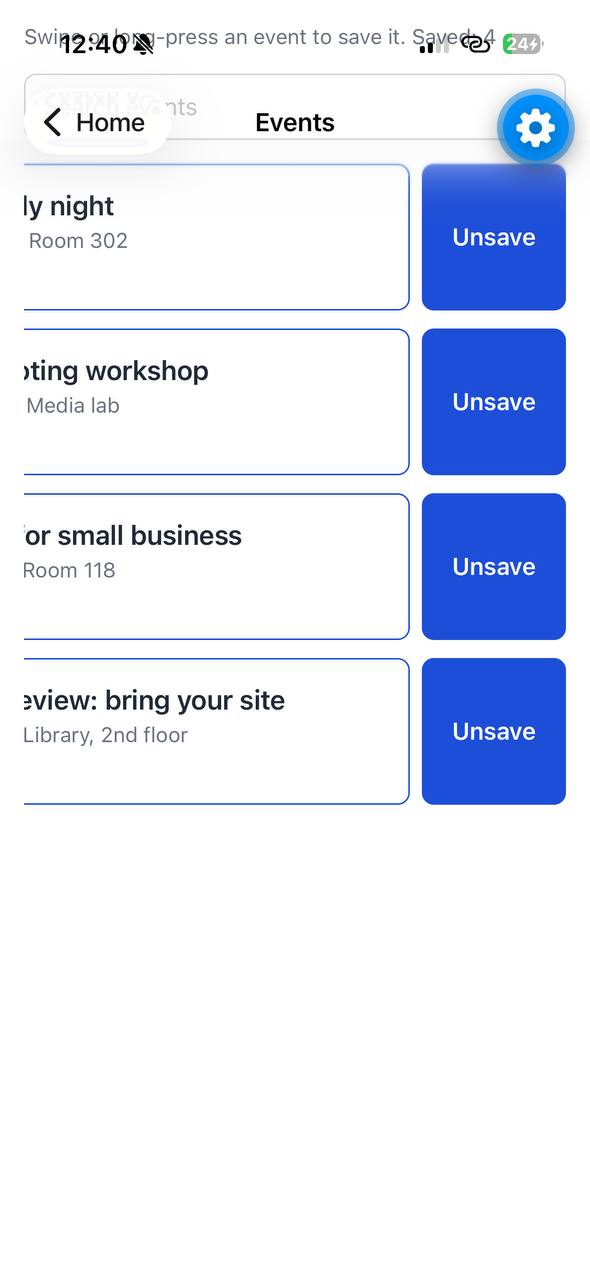 Swipe or long-press an event to save it. Saved: 4
12:40
24
Home
Events
ly night
Room 302
Unsave
oting workshop
Media lab
Unsave
or small business
Room 118
Unsave
eview: bring your site
Library, 2nd floor
Unsave